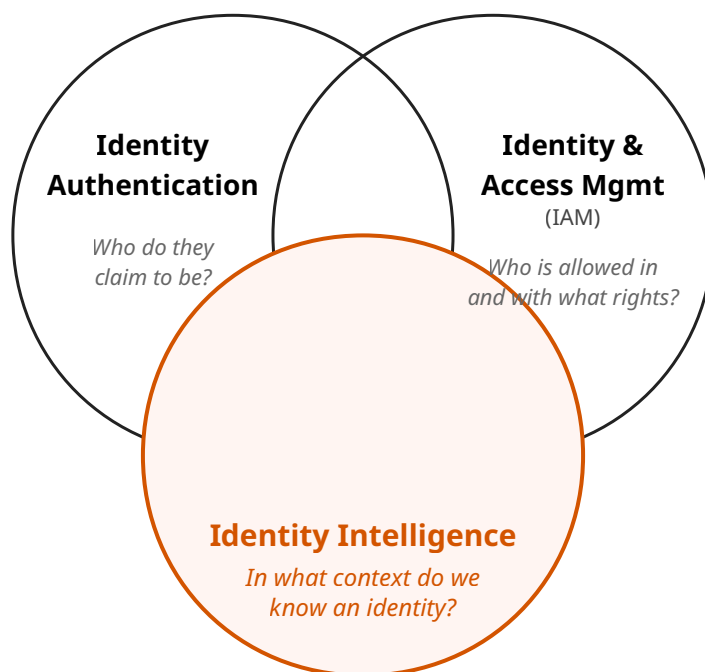 Identity
Authentication
Who do they
claim to be?
Identity &
Access Mgmt
(IAM)
Who is allowed in
and with what rights?
Identity Intelligence
In what context do we
know an identity?